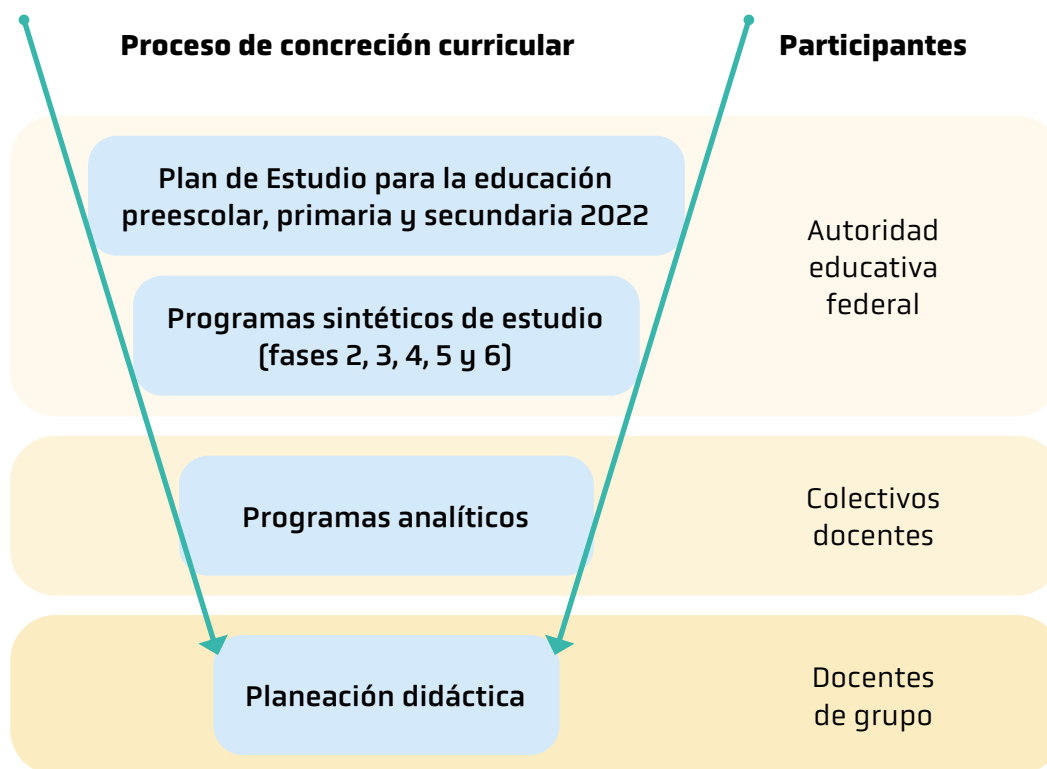 Proceso de concreción curricular
Participantes
Plan de Estudio para la educación
preescolar, primaria y secundaria 2022
Programas sintéticos de estudio
(fases 2, 3, 4, 5 y 6)
Autoridad
educativa
federal
Programas analíticos
Colectivos
docentes
Planeación didáctica
Docentes
de grupo